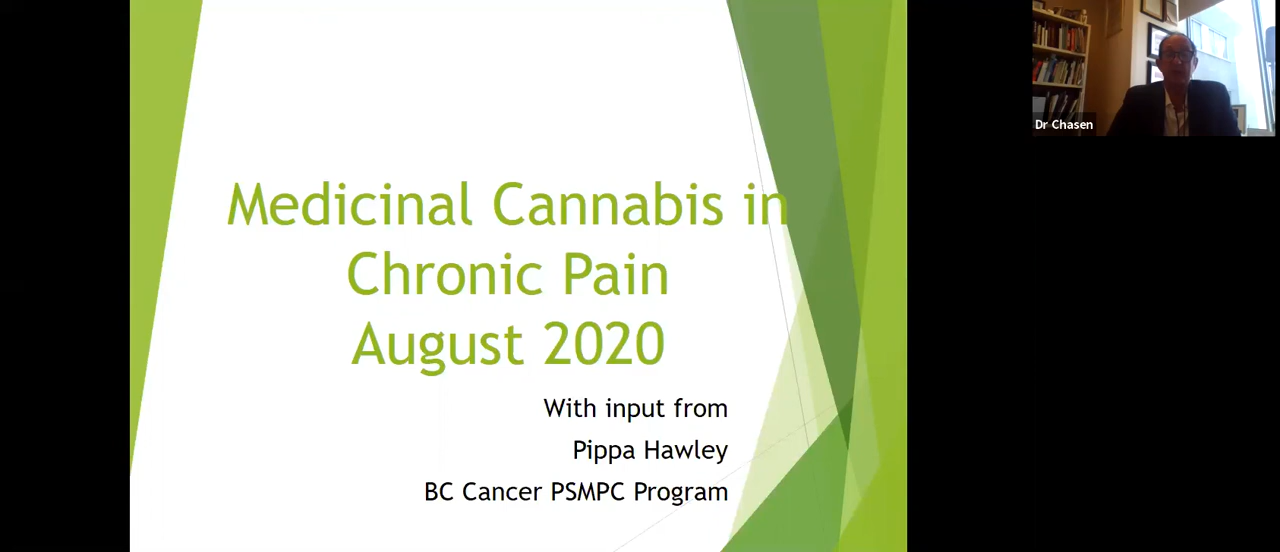 Medicinal Cannabis in
Chronic Pain
August 2020
With input from
Pippa Hawley
BC Cancer PSMPC Program
Dr Chasen